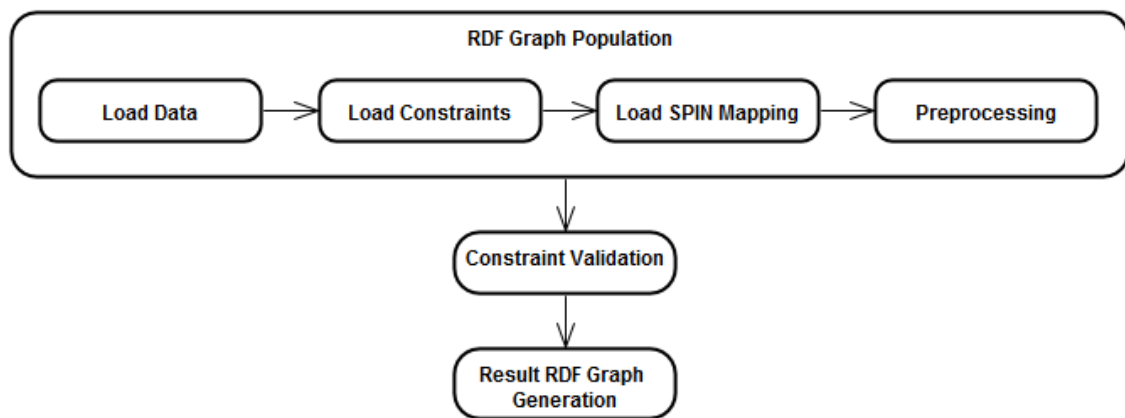 RDF Graph Population
Load Data
Load Constraints
Load SPIN Mapping
Preprocessing
Constraint Validation
Result RDF Graph
Generation